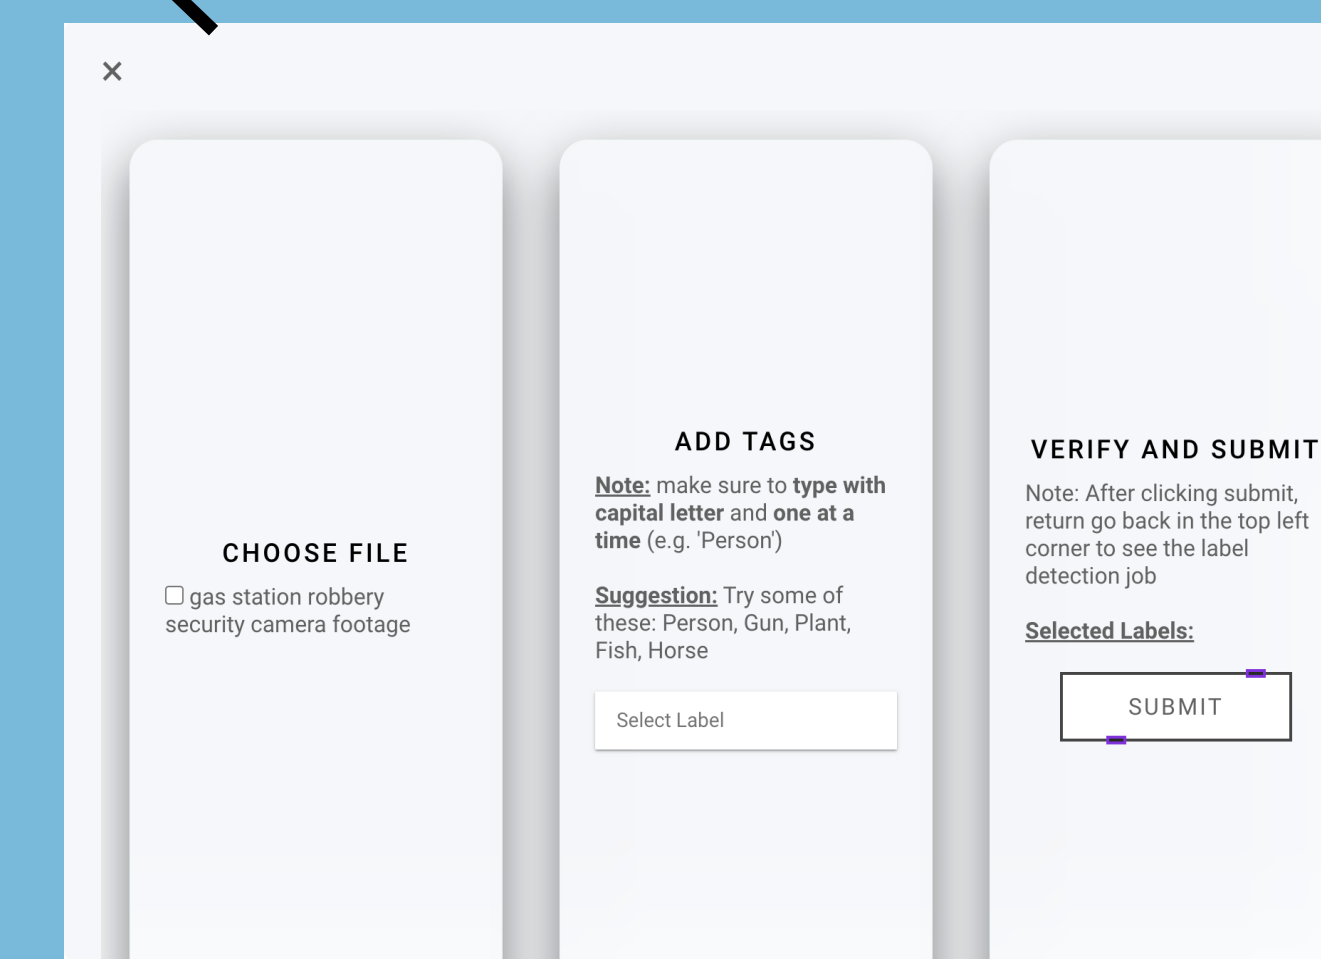 ×
CHOOSE FILE
gas station robbery
security camera footage
ADD TAGS
Note: make sure to type with
capital letter and one at a
time (e.g. 'Person')
Suggestion: Try some of
these: Person, Gun, Plant,
Fish, Horse
Select Label
VERIFY AND SUBMIT
Note: After clicking submit,
return go back in the top left
corner to see the label
detection job
Selected Labels:
SUBMIT